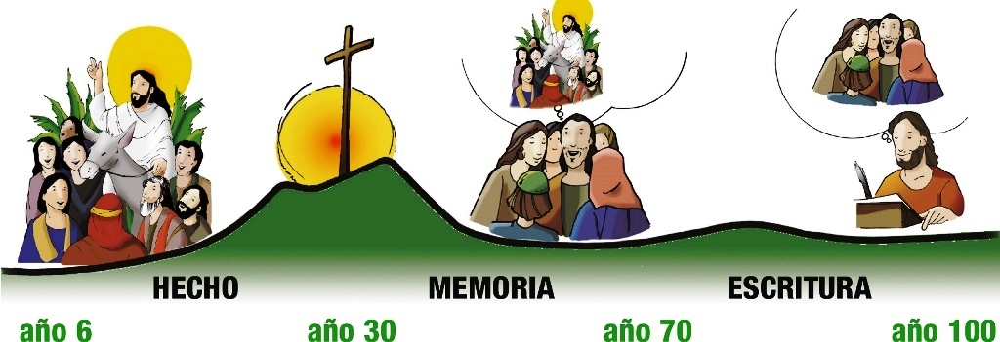 HECHO MEMORIA ESCRITURA
año 6 año 30 año 70 año 100